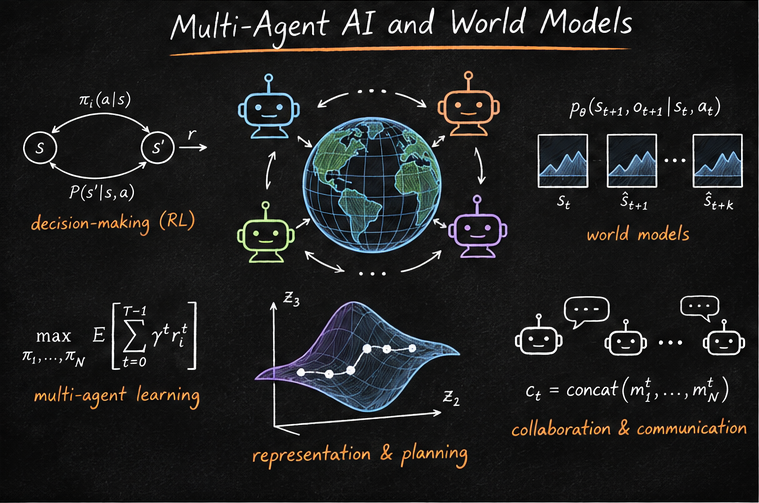 Multi-Agent AI and World Models
π_i(a|s)
s
s'
r
P(s'|s,a)
decision-making (RL)
...
...
p_θ(s_{t+1}, o_{t+1} | s_t, a_t)
...
s_t
ŝ_{t+1}
ŝ_{t+k}
world models
max_{π_1,...,π_N} E[∑_{t=0}^{T-1} γ^t r_i^t]
multi-agent learning
z_3
z_2
representation & planning
...
...
...
c_t = concat(m_1^t, ..., m_N^t)
collaboration & communication